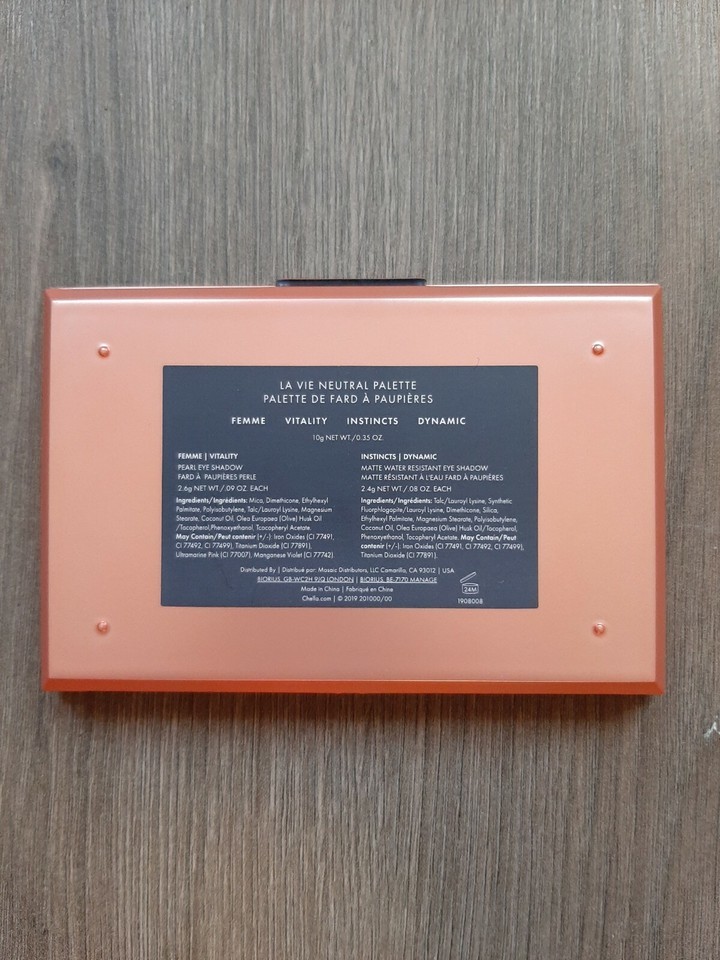 LA VIE NEUTRAL PALETTE
PALETTE DE FARD À PAUPIÈRES
FEMME VITALITY INSTINCTS DYNAMIC
10g NET WT./0.35 OZ.
FEMME | VITALITY
PEARL EYE SHADOW
FARD À PAUPIÈRES PERLE
2.6g NET WT./.09 OZ. EACH
Ingredients/Ingrédients: Mica, Dimethicone, Ethylhexyl
Palmitate, Polyisobutylene, Talc/Lauroyl Lysine, Magnesium
Stearate, Coconut Oil, Olea Europaea (Olive) Husk Oil
/Tocopherol,Phenoxyethanol, Tcocpheryl Acetate.
May Contain/Peut contenir (+/-): Iron Oxides (CI 77491,
CI 77492, CI 77499), Titanium Dioxide (CI 77891),
Ultramarine Pink (CI 77007), Manganese Violet (CI 77742)
INSTINCTS | DYNAMIC
MATTE WATER RESISTANT EYE SHADOW
MATTE RÉSISTANT À L'EAU FARD À PAUPIÈRES
2.4g NET WT./.08 OZ. EACH
Ingredients/Ingrédients: Talc/Lauroyl Lysine, Synthetic
Fluorphlogopite/Lauroyl Lysine, Dimethicone, Silica,
Ethylhexyl Palmitate, Magnesium Stearate, Polyisobutylene,
Coconut Oil, Olea Europaea (Olive) Husk Oil/Tocopherol,
Phenoxyethanol, Tocopheryl Acetate. May Contain/Peut
contenir (+/-): Iron Oxides (CI 77491, CI 77492, CI 77499),
Titanium Dioxide (CI 77891).
Distributed By | Distribué par: Mosaic Distributors, LLC Camarillo, CA 93012 | USA
BIORIUS, GB-WC2H 9JQ LONDON | BIORIUS, BE-7170 MANAGE
Made in China | Fabriqué en Chine
Chella.com | © 2019 201000/00
24M
1908008